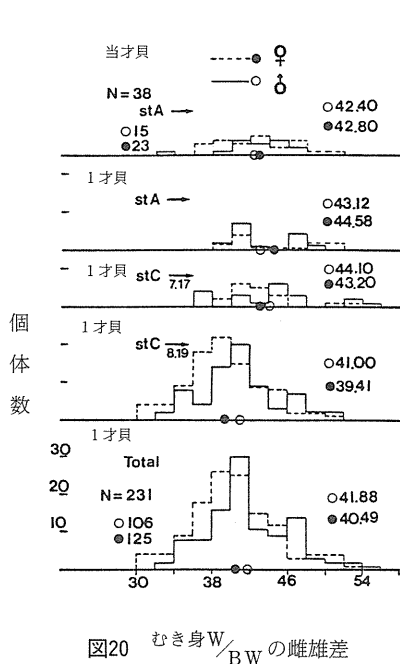 当才貝
♀
♂
N=38
stA →
15
23
42.40
42.80
1才貝
stA →
43.12
44.58
1才貝
stC 7.17 →
44.10
43.20
1才貝
stC 8.19 →
41.00
39.41
個体数
1才貝
Total
N=231
106
125
41.88
40.49
30
20
10
30 38 46 54
図20 むき身W/BWの雌雄差